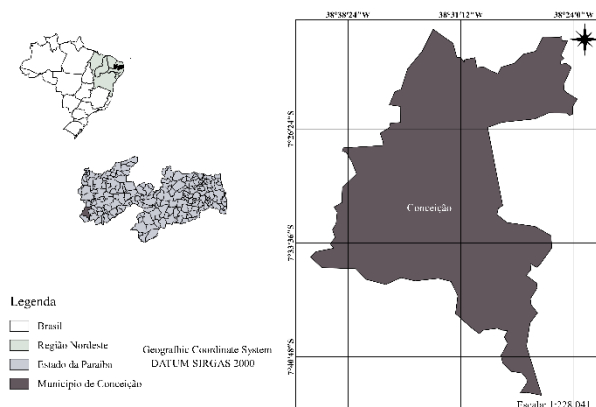 38°38'24"W 38°31'12"W 38°24'0"W
7°26'24"S
7°33'36"S
7°40'48"S
Conceição
Legenda
Brasil
Região Nordeste
Estado da Paraíba
Município de Conceição
Geografhic Coordinate System
DATUM SIRGAS 2000
Escabe 1:228.041